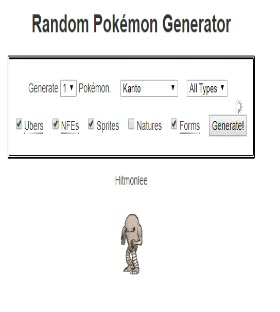 Random Pokémon Generator
Generate 1 Pokémon. Kanto All Types
Ubers NFEs Sprites Natures Forms Generate!
Hitmonlee